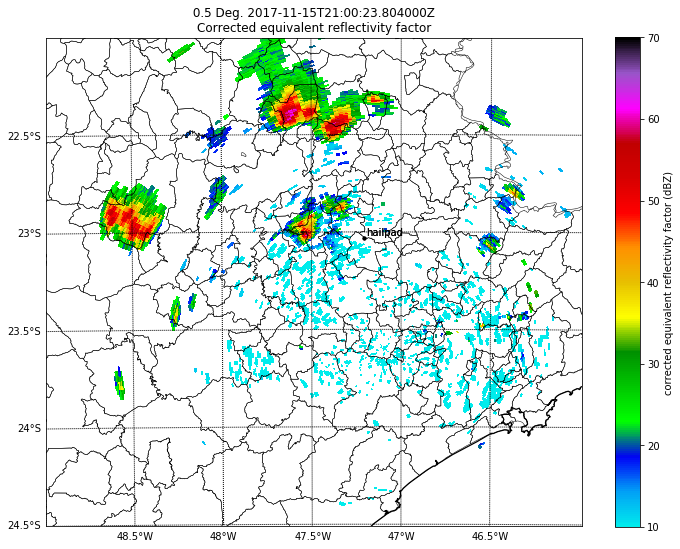 0.5 Deg. 2017-11-15T21:00:23.804000Z
Corrected equivalent reflectivity factor
22.5°S
23°S
23.5°S
24°S
24.5°S
48.5°W
48°W
47.5°W
47°W
46.5°W
hailpad
70
60
50
40
30
20
10
corrected equivalent reflectivity factor (dBZ)